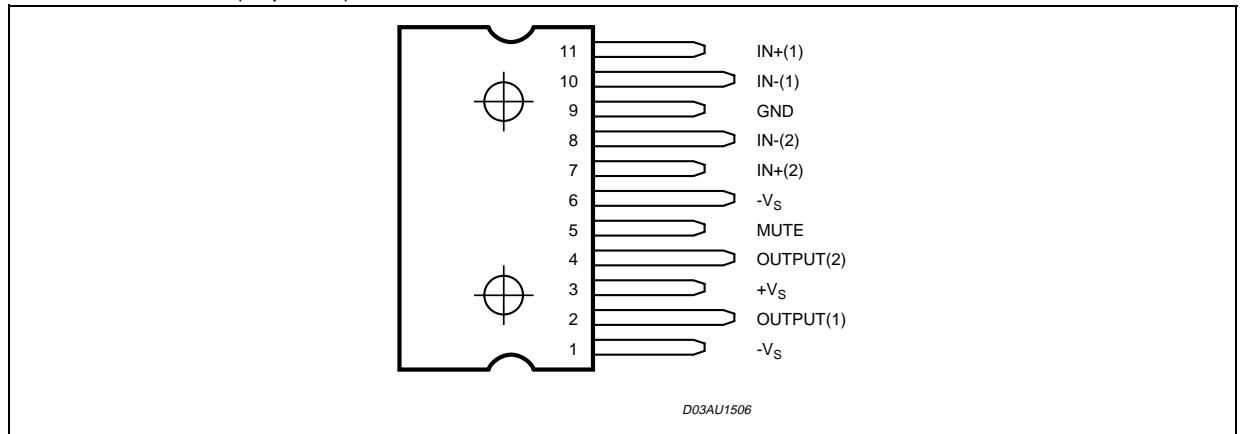 11 IN+(1)
10 IN-(1)
9 GND
8 IN-(2)
7 IN+(2)
6 -VS
5 MUTE
4 OUTPUT(2)
3 +VS
2 OUTPUT(1)
1 -VS
D03AU1506